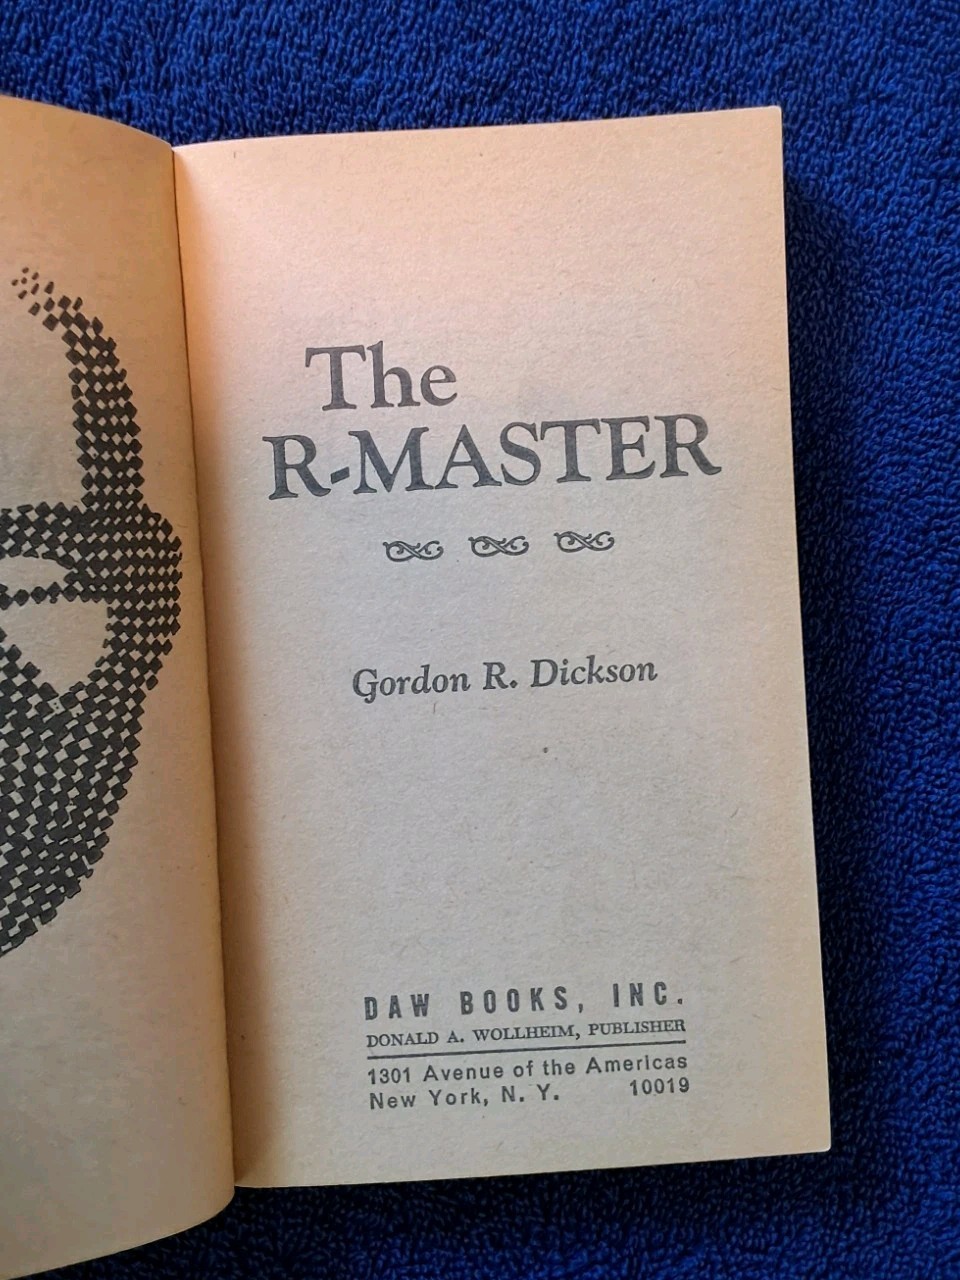 The
R-MASTER
Gordon R. Dickson
DAW BOOKS, INC.
DONALD A. WOLLHEIM, PUBLISHER
1301 Avenue of the Americas
New York, N. Y. 10019